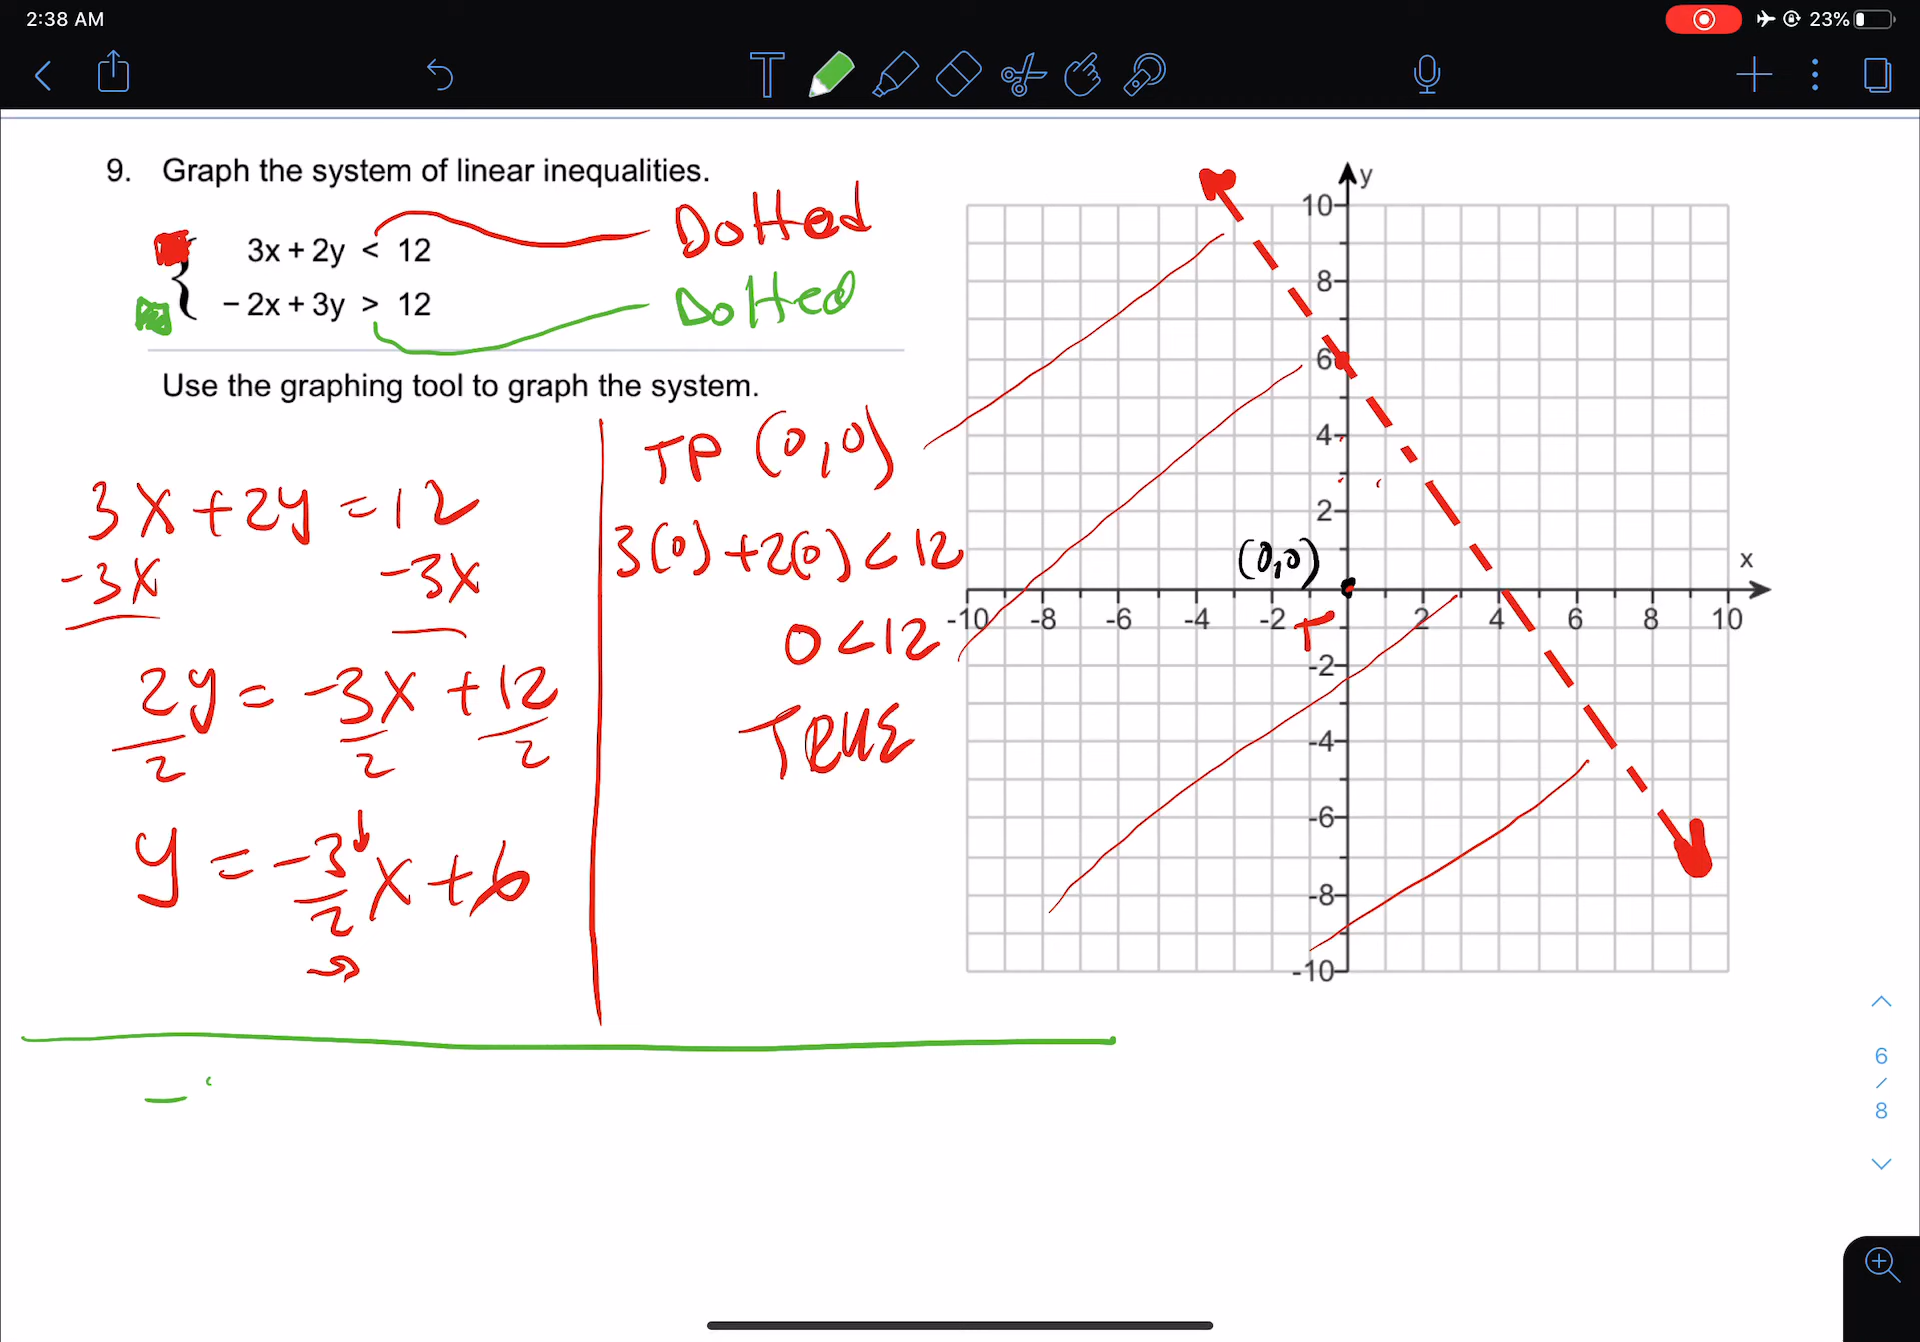 2:38 AM
23%
T
9. Graph the system of linear inequalities.
3x + 2y < 12
Dotted
- 2x + 3y > 12
Dotted
Use the graphing tool to graph the system.
3x + 2y = 12
-3x -3x
2y = -3x + 12
2 2 2
y = -3
2 x + 6
TP (0,0)
3(0) + 2(0) < 12
0 < 12
TRUE
y
10
8
6
4
2
(0,0)
x
-10 -8 -6 -4 -2 2 4 6 8 10
T
-2
-4
-6
-8
-10
-
6
/
8